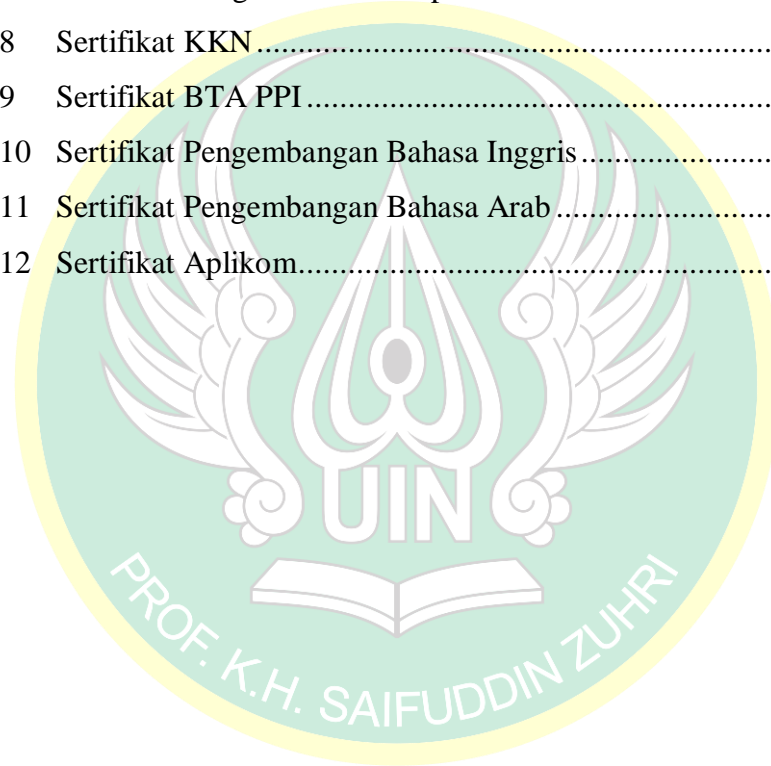 8 Sertifikat KKN........................................................................
9 Sertifikat BTA PPI.................................................................
10 Sertifikat Pengembangan Bahasa Inggris..........................
11 Sertifikat Pengembangan Bahasa Arab.............................
12 Sertifikat Aplikom................................................................
UIN
PROF. K.H. SAIFUDDIN ZUHRI